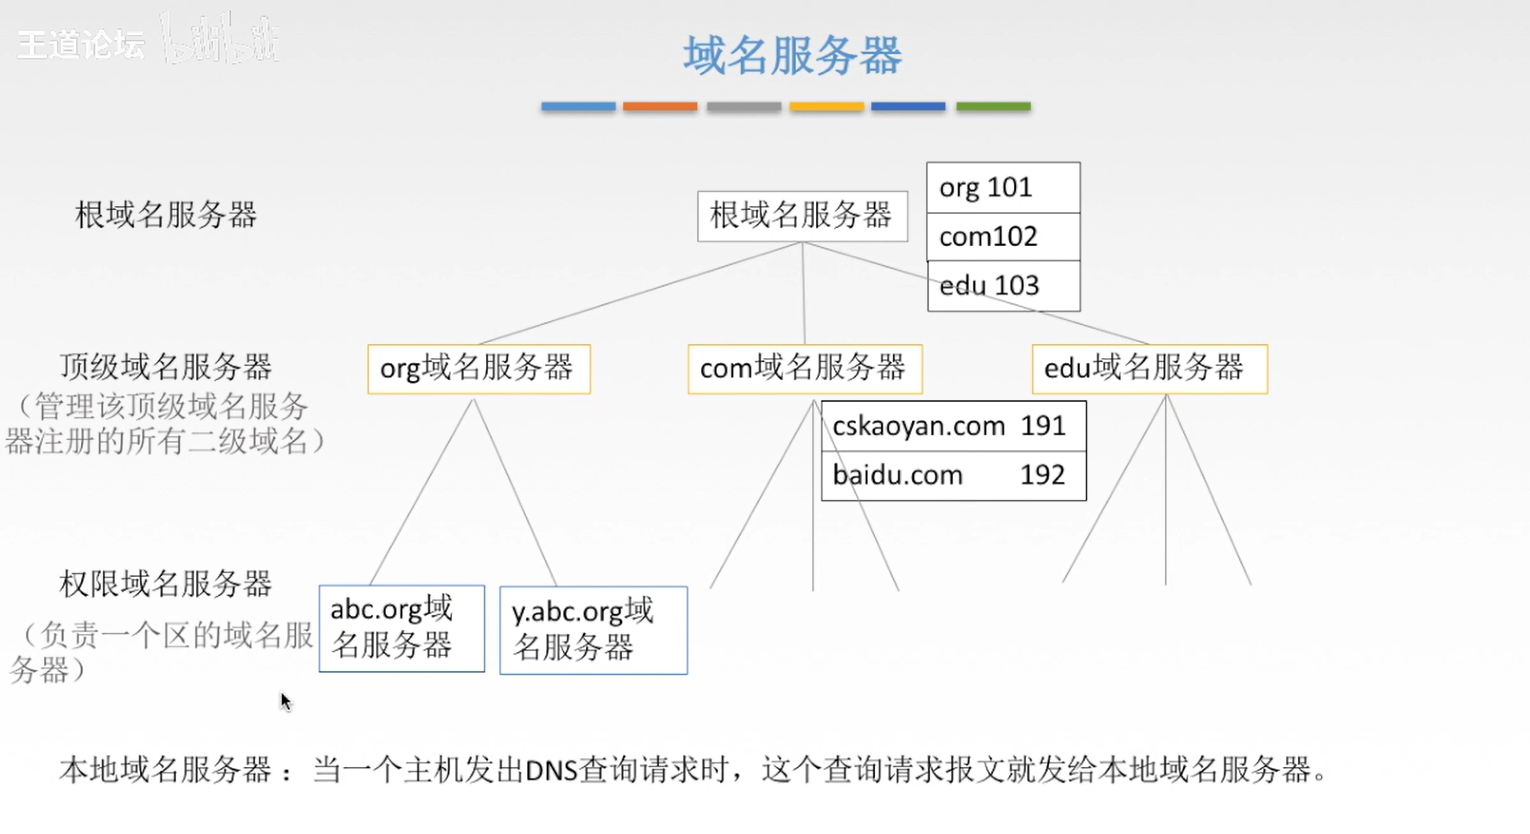 王道论坛 bilibili
域名服务器
根域名服务器
根域名服务器
org 101
com102
edu 103
顶级域名服务器
（管理该顶级域名服务
器注册的所有二级域名）
org域名服务器
com域名服务器
edu域名服务器
cskaoyan.com 191
baidu.com 192
权限域名服务器
（负责一个区的域名服
务器）
abc.org域
名服务器
y.abc.org域
名服务器
本地域名服务器 ：当一个主机发出DNS查询请求时，这个查询请求报文就发给本地域名服务器。